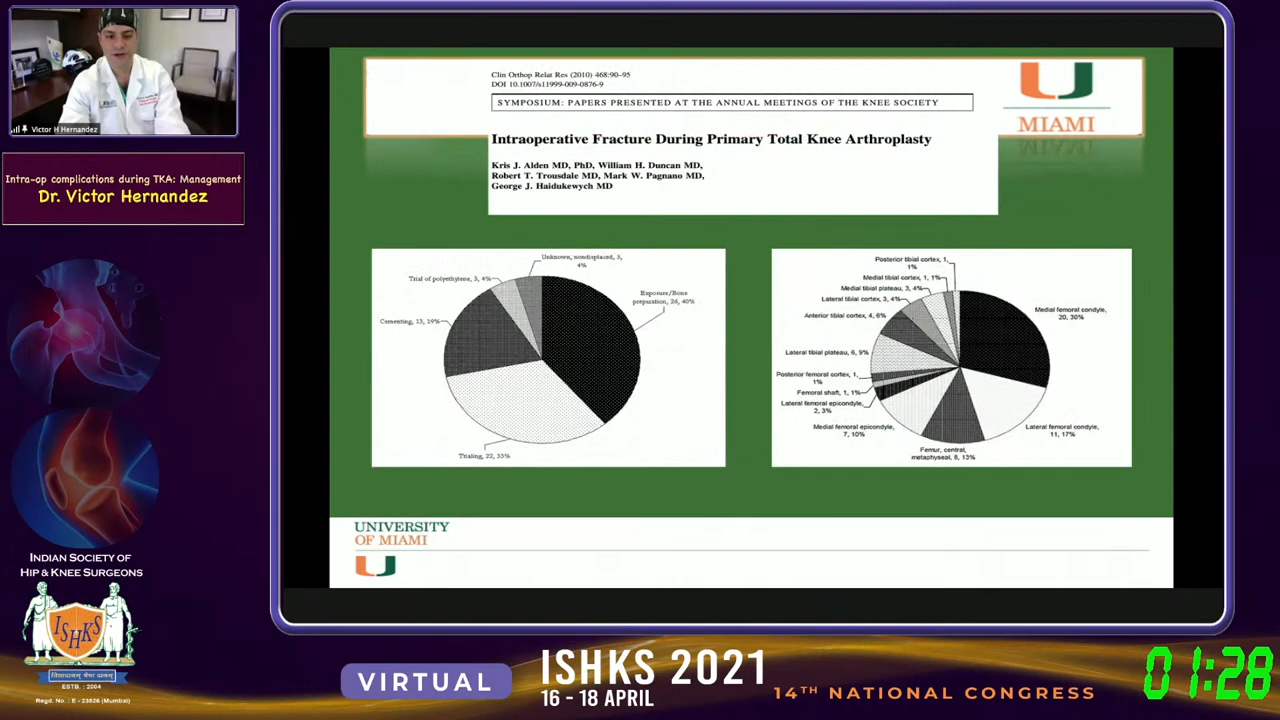 Victor H Hernandez
Intra-op complications during TKA: Management
Dr. Victor Hernandez
INDIAN SOCIETY OF
HIP & KNEE SURGEONS
ISHKS
ESTB. : 2004
Regd. No. : E - 23526 (Mumbai)
Clin Orthop Relat Res (2010) 468:90–95
DOI 10.1007/s11999-009-0876-9
SYMPOSIUM: PAPERS PRESENTED AT THE ANNUAL MEETINGS OF THE KNEE SOCIETY
Intraoperative Fracture During Primary Total Knee Arthroplasty
Kris J. Alden MD, PhD, William H. Duncan MD,
Robert T. Trousdale MD, Mark W. Pagnano MD,
George J. Haidukewych MD
MIAMI
Unknown, nondisplaced, 3,
4%
Trial of polyethylene, 3, 4%
Exposure/Bone
preparation, 26, 40%
Cementing, 13, 19%
Trialing, 22, 33%
Posterior tibial cortex, 1,
1%
Medial tibial cortex, 1, 1%
Medial tibial plateau, 3, 4%
Lateral tibial cortex, 3, 4%
Anterior tibial cortex, 4, 6%
Medial femoral condyle,
20, 30%
Lateral tibial plateau, 6, 9%
Posterior femoral cortex, 1,
1%
Femoral shaft, 1, 1%
Lateral femoral epicondyle,
2, 3%
Medial femoral epicondyle,
7, 10%
Lateral femoral condyle,
11, 17%
Femur, central,
metaphyseal, 8, 13%
UNIVERSITY
OF MIAMI
VIRTUAL
ISHKS 2021
16 - 18 APRIL
14TH NATIONAL CONGRESS
01:28